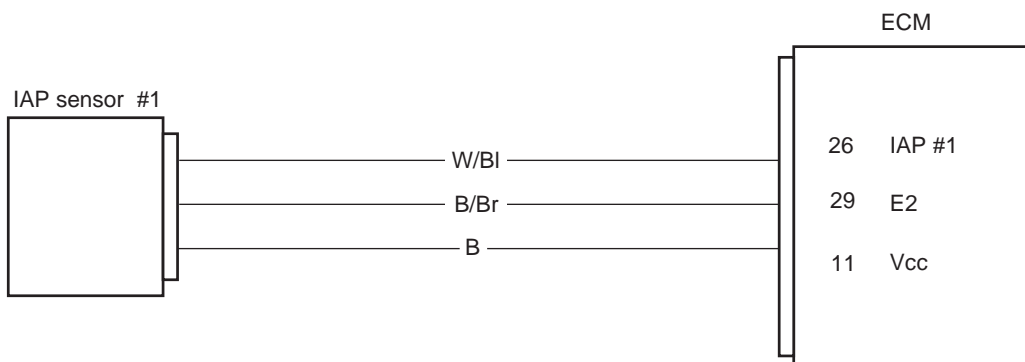 ECM
IAP sensor #1
W/Bl
26 IAP #1
B/Br
29 E2
B
11 Vcc